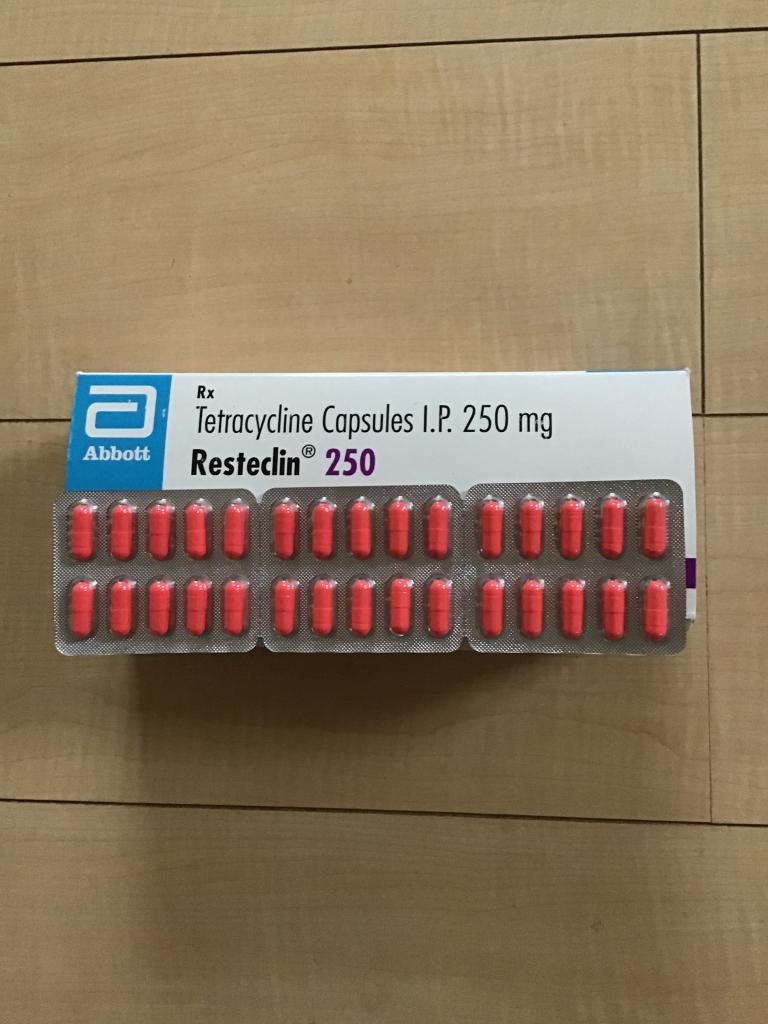 Rx
Tetracycline Capsules I.P. 250 mg
Abbott
Resteclin® 250